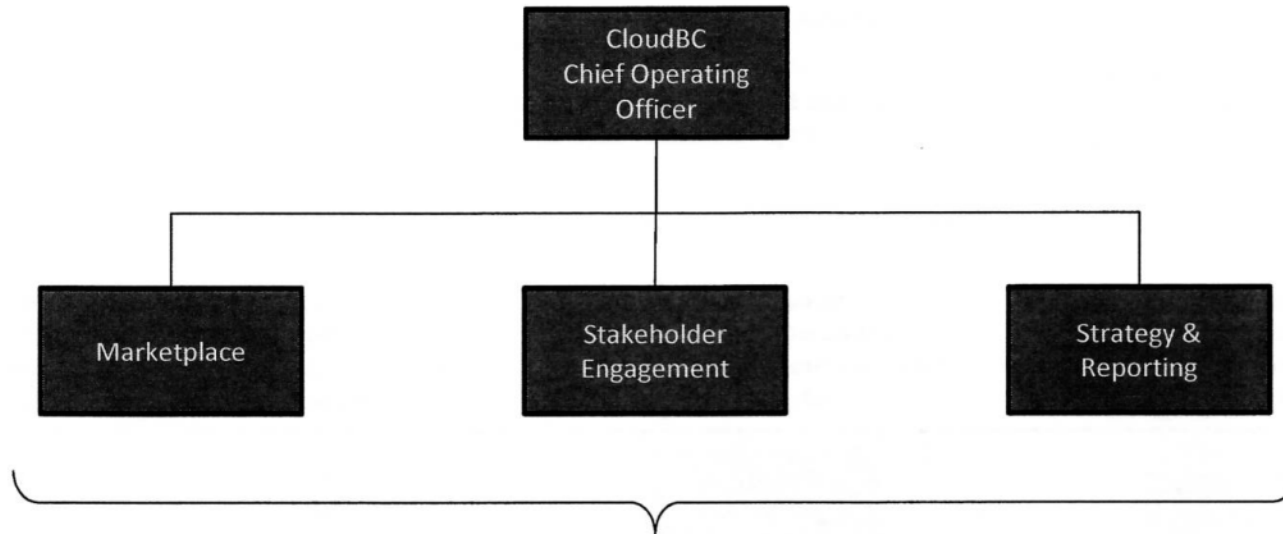 CloudBC
Chief Operating
Officer
Marketplace
Stakeholder
Engagement
Strategy &
Reporting